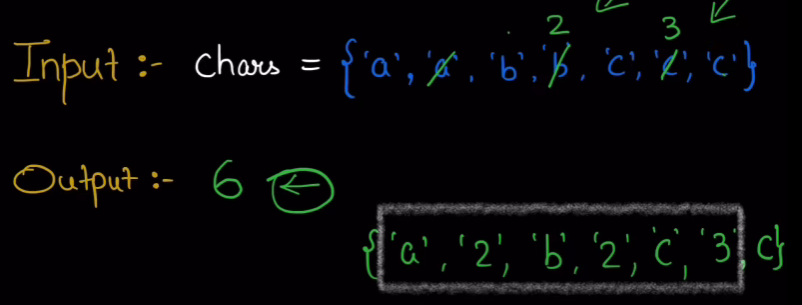 2 3
Input :- chars = {'a', 'a', 'b', 'b', 'c', 'c', 'c'}
Output :- 6 ←
{'a', '2', 'b', '2', 'c', '3', c}